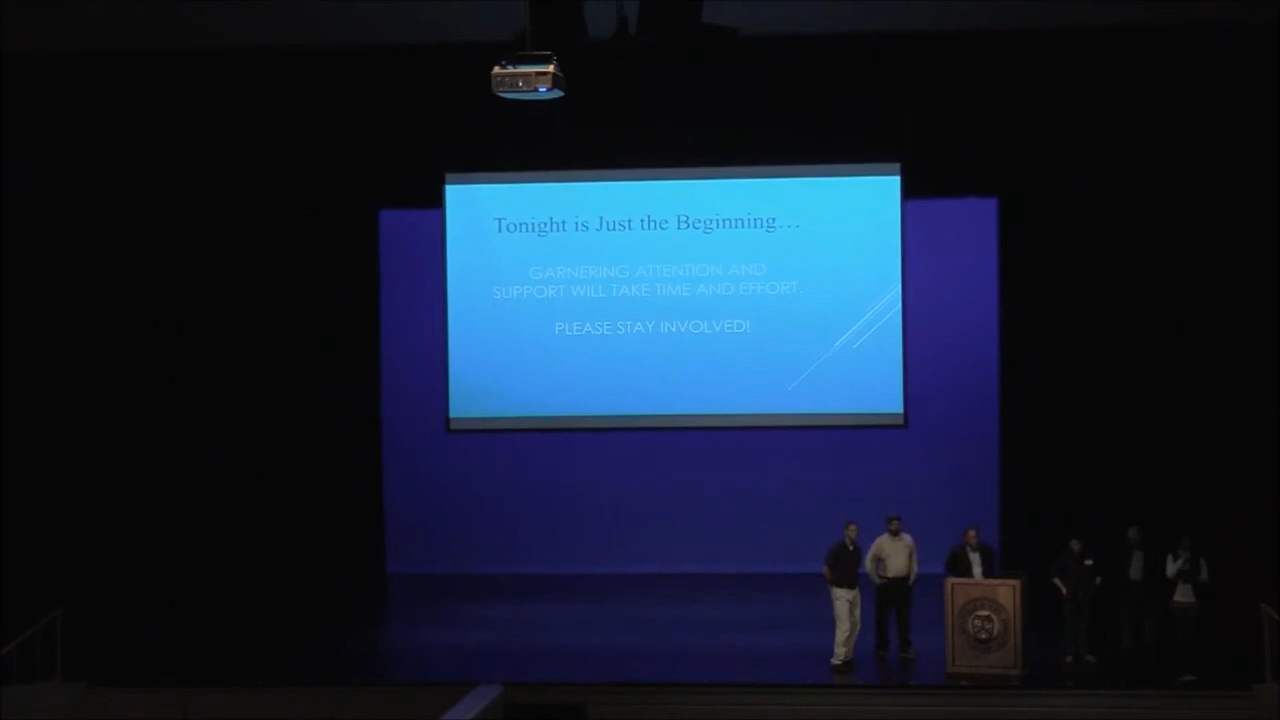 Tonight is Just the Beginning...
GARNERING ATTENTION AND
SUPPORT WILL TAKE TIME AND EFFORT.
PLEASE STAY INVOLVED!